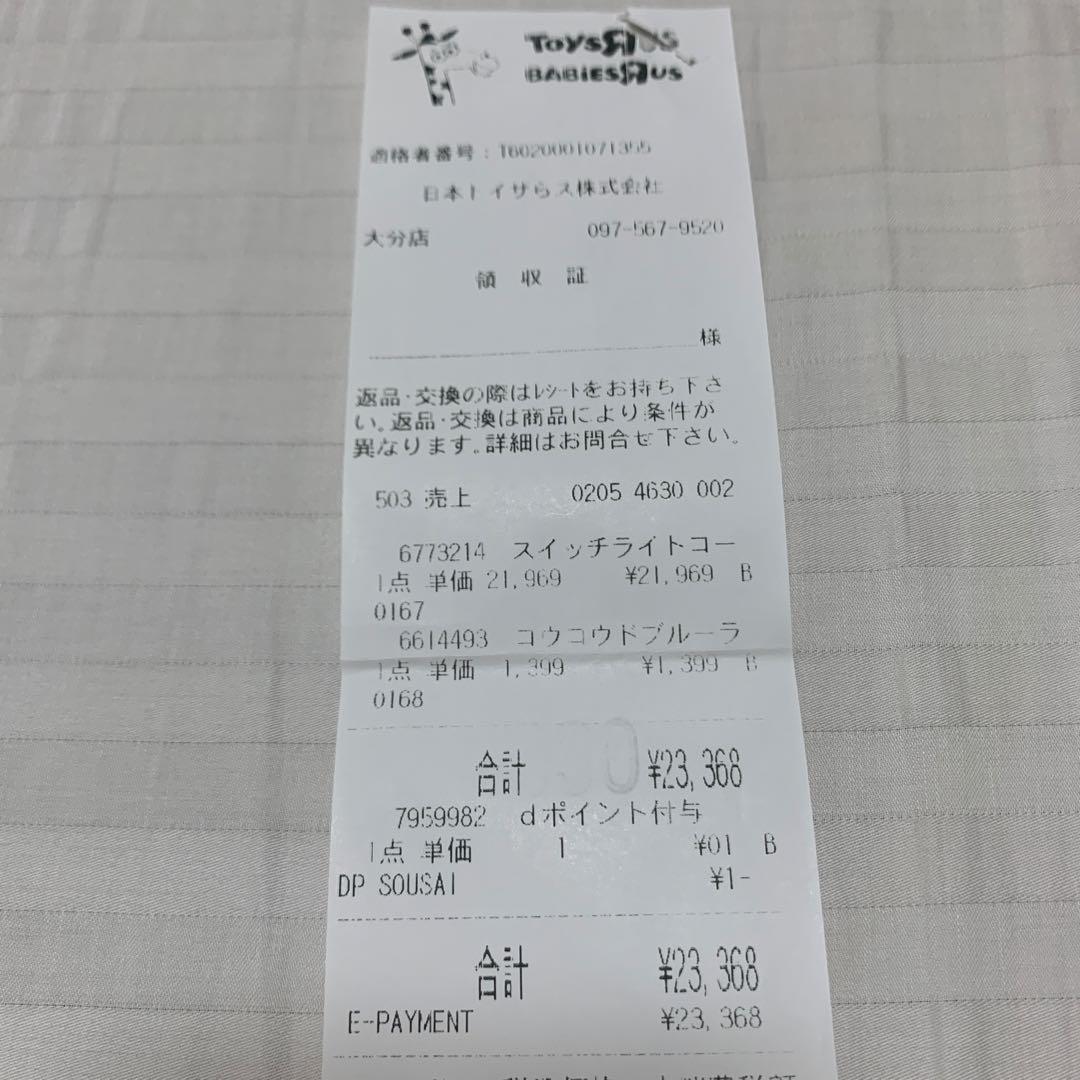 TOYSRUS
BABIESRUS
適格者番号:T6020001071355
日本トイザらス株式会社
大分店 097-567-9520
領 収 証
様
返品・交換の際はレシートをお持ち下さ
い。返品・交換は商品により条件が
異なります。詳細はお問合せ下さい。
503 売上 0205 4630 002
6773214 スイッチライトコー
1点 単価 21,969 ¥21,969 B
0167
6614493 コウコウドブルーラ
1点 単価 1,399 ¥1,399 B
0168
合計 ¥23,368
7959982 dポイント付与
1点 単価 1 ¥01 B
DP SOUSAI ¥1-
合計 ¥23,368
E-PAYMENT ¥23,368